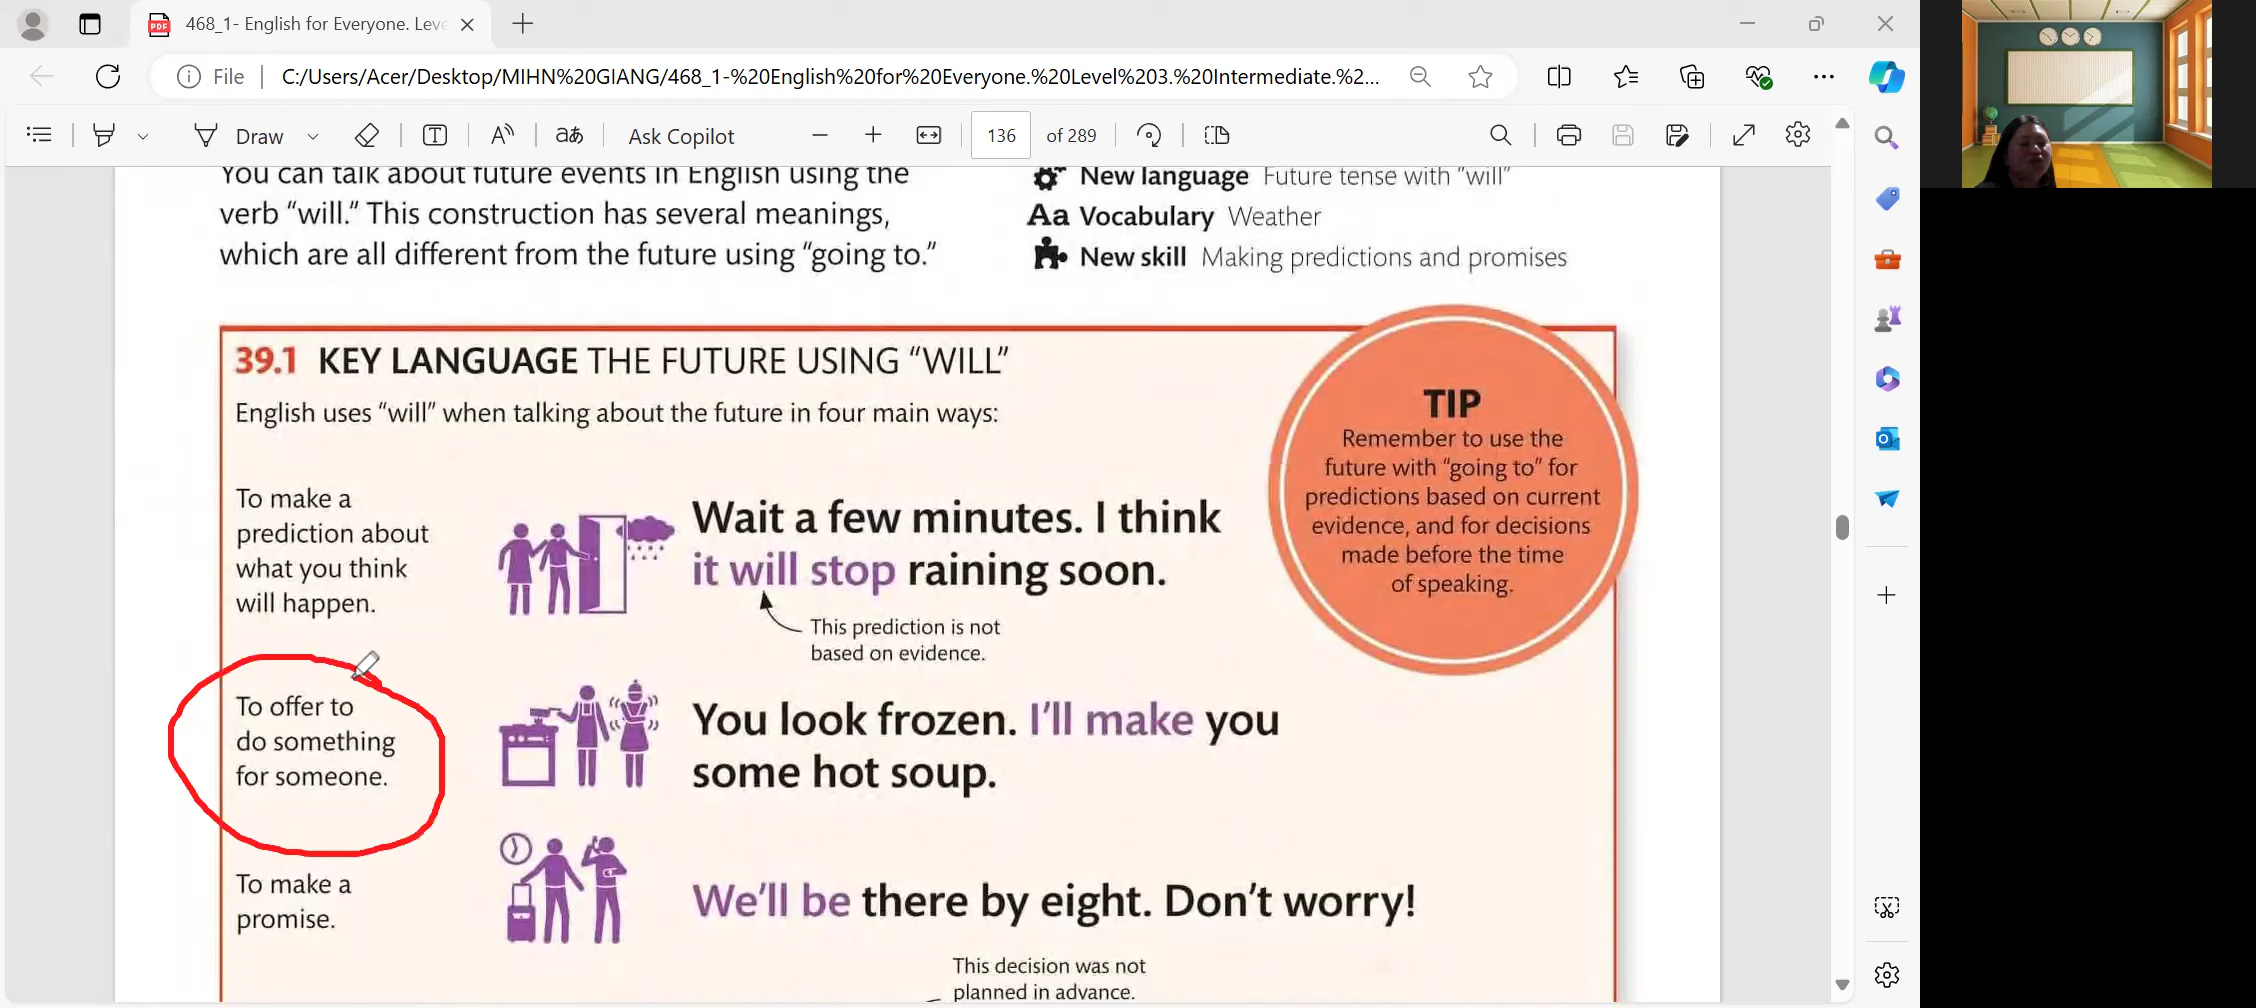 468_1- English for Everyone. Leve
File
C:/Users/Acer/Desktop/MIHN%20GIANG/468_1-%20English%20for%20Everyone.%20Level%203.%20Intermediate.%2...
Draw
Ask Copilot
136
of 289
You can talk about future events in English using the
verb “will.” This construction has several meanings,
which are all different from the future using “going to.”
New language Future tense with “will”
Aa Vocabulary Weather
New skill Making predictions and promises
39.1 KEY LANGUAGE THE FUTURE USING “WILL”
English uses “will” when talking about the future in four main ways:
TIP
Remember to use the
future with “going to” for
predictions based on current
evidence, and for decisions
made before the time
of speaking.
To make a
prediction about
what you think
will happen.
Wait a few minutes. I think
it will stop raining soon.
This prediction is not
based on evidence.
To offer to
do something
for someone.
You look frozen. I’ll make you
some hot soup.
To make a
promise.
We’ll be there by eight. Don’t worry!
This decision was not
planned in advance.